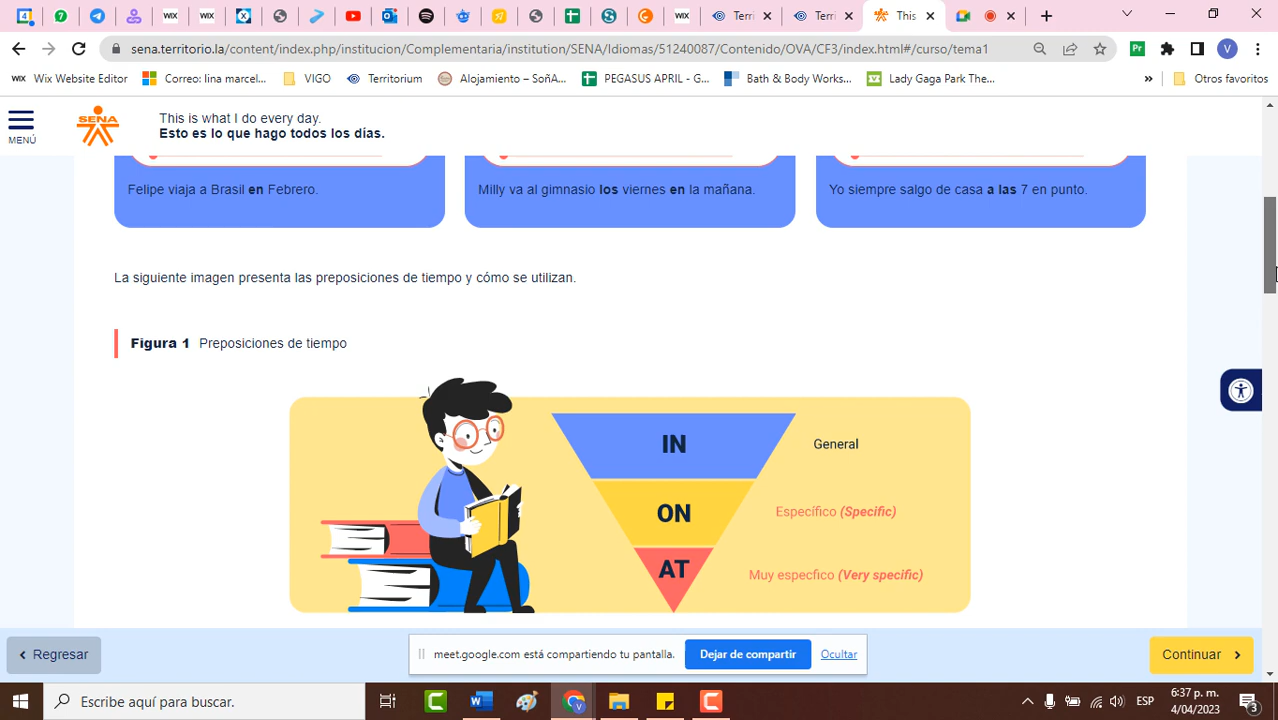 Terri
Terri
This
sena.territorio.la/content/index.php/institucion/Complementaria/institution/SENA/Idiomas/51240087/Contenido/OVA/CF3/index.html#/curso/tema1
Wix Website Editor
Correo: lina marcel...
VIGO
Territorium
Alojamiento – SoñA...
PEGASUS APRIL - G...
Bath & Body Works...
Lady Gaga Park The...
»
Otros favoritos
MENÚ
SENA
This is what I do every day.
Esto es lo que hago todos los días.
Felipe viaja a Brasil en Febrero.
Milly va al gimnasio los viernes en la mañana.
Yo siempre salgo de casa a las 7 en punto.
La siguiente imagen presenta las preposiciones de tiempo y cómo se utilizan.
Figura 1 Preposiciones de tiempo
IN
General
ON
Específico (Specific)
AT
Muy especfico (Very specific)
Regresar
meet.google.com está compartiendo tu pantalla.
Dejar de compartir
Ocultar
Continuar
Escribe aquí para buscar.
ESP
6:37 p. m.
4/04/2023